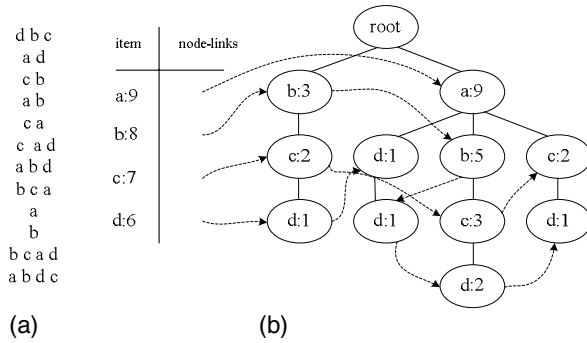 d b c
a d
c b
a b
c a
c a d
a b d
b c a
a
b
b c a d
a b d c
(a)
item node-links
a:9
b:8
c:7
d:6
root
b:3 a:9
c:2 d:1 b:5 c:2
d:1 d:1 c:3 d:1
d:2
(b)